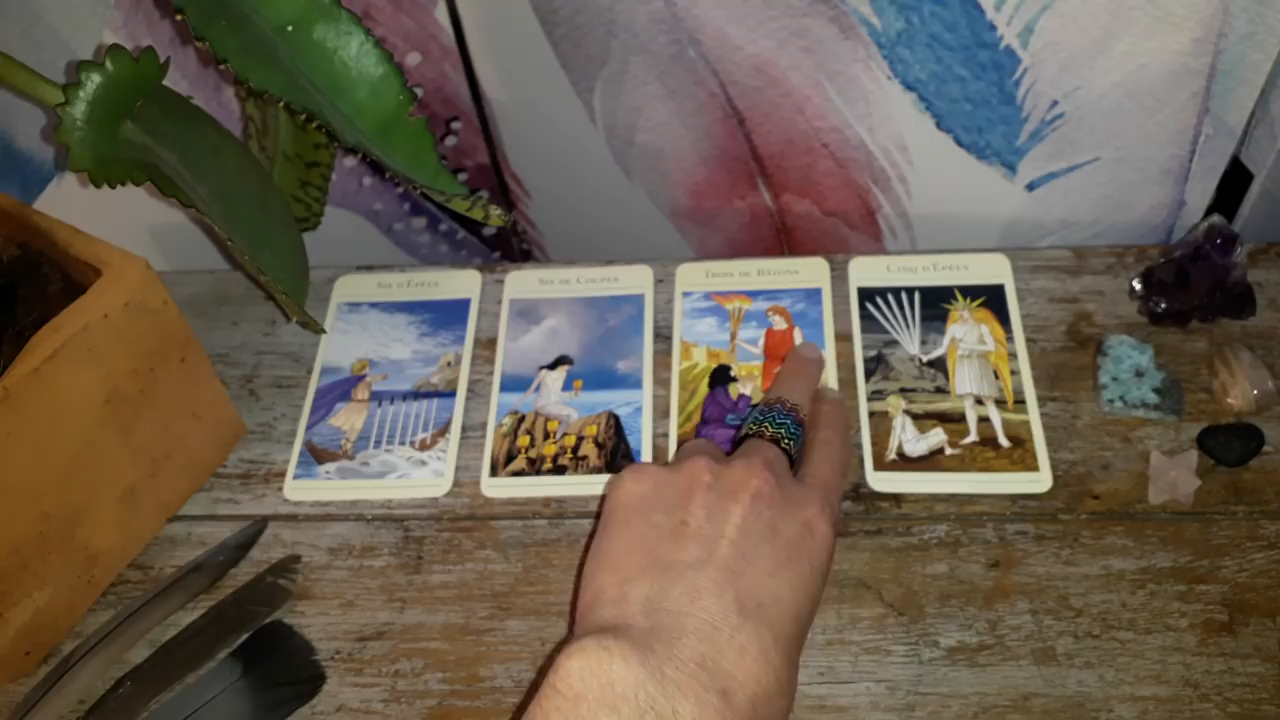 SIX D'ÉPÉES
SIX DE COUPES
TROIS DE BÂTONS
CINQ D'ÉPÉES